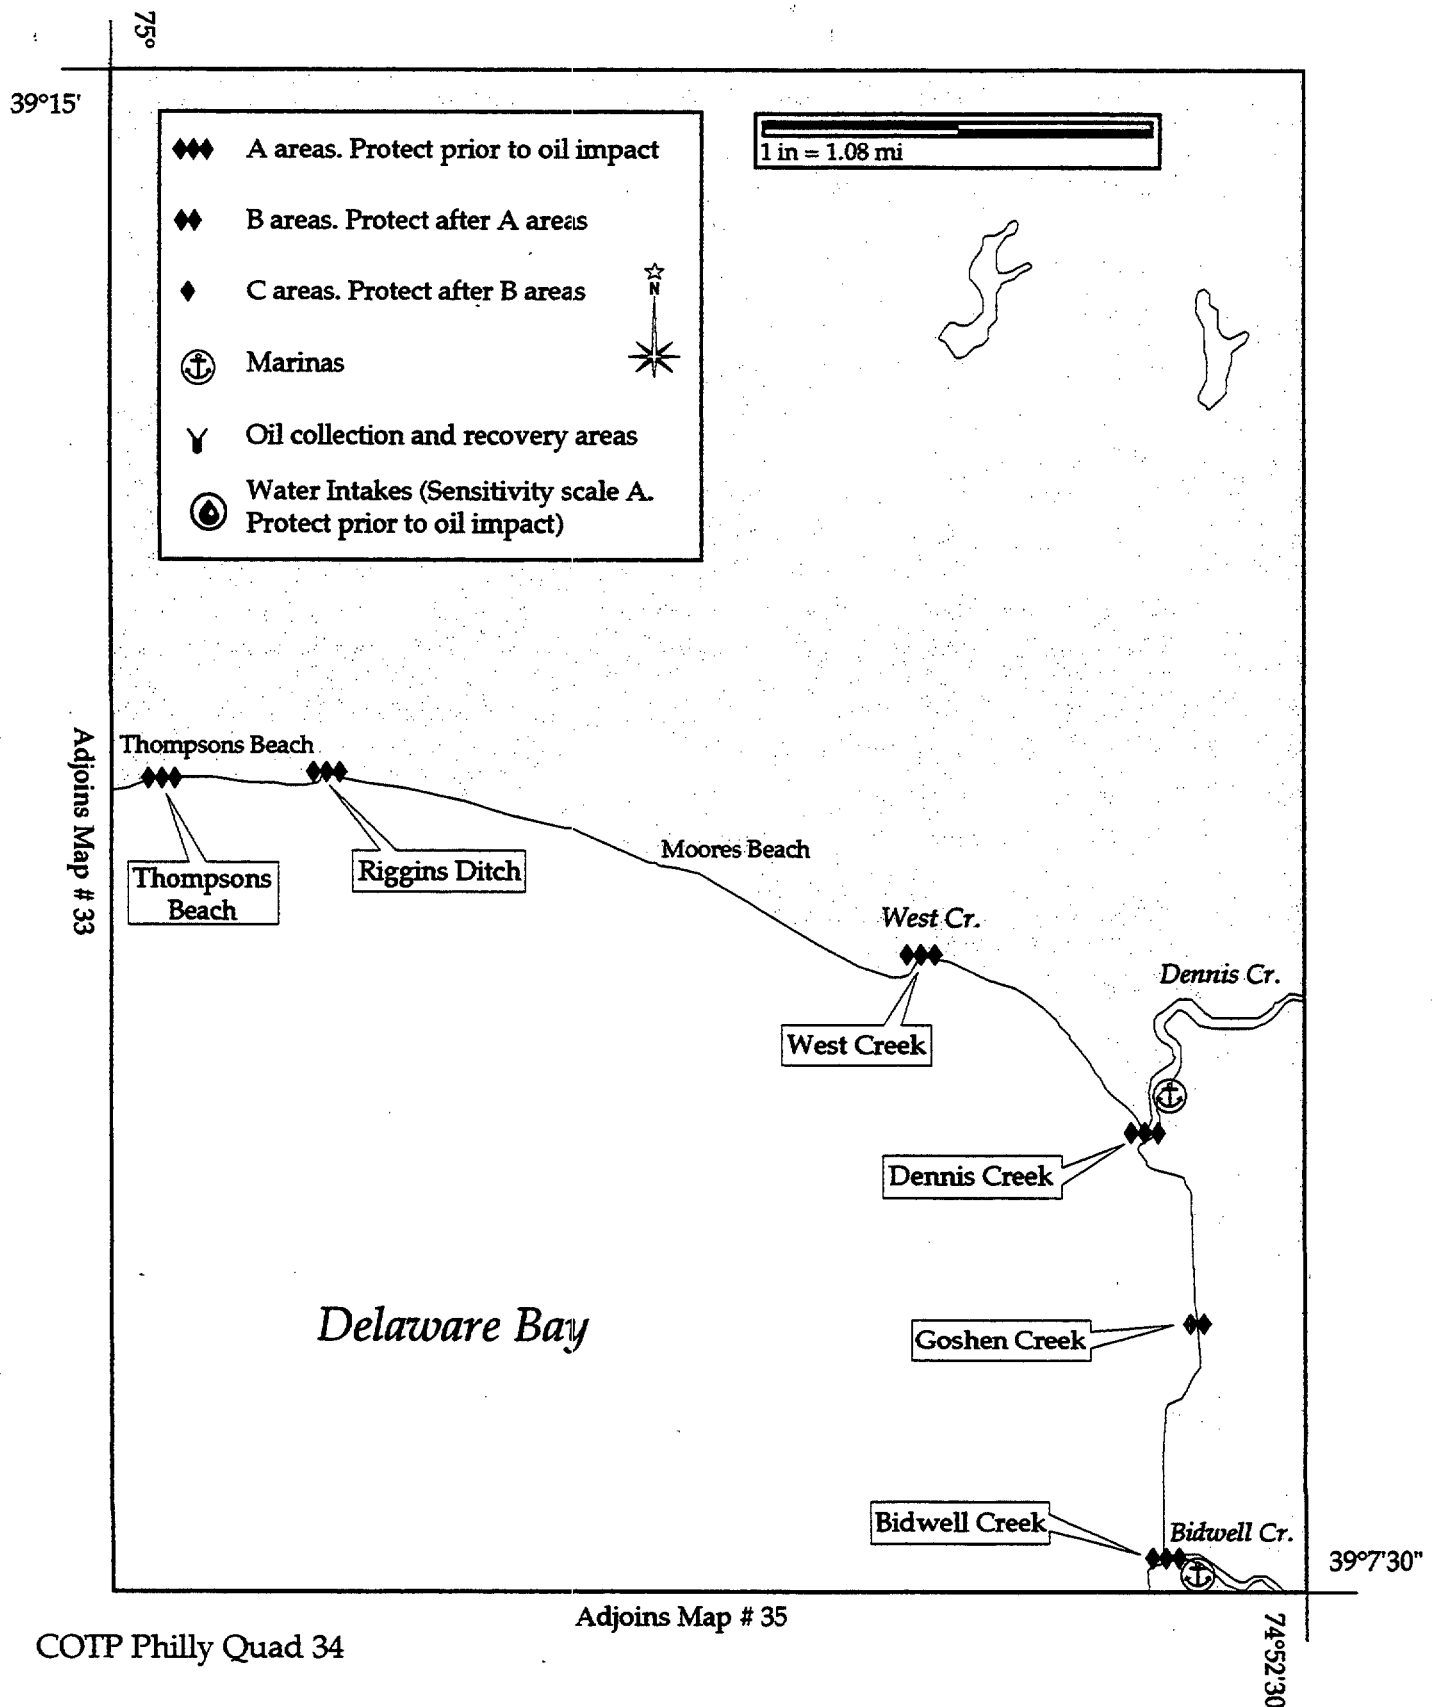 75°
39°15'
A areas. Protect prior to oil impact
B areas. Protect after A areas
C areas. Protect after B areas
Marinas
Oil collection and recovery areas
Water Intakes (Sensitivity scale A.
Protect prior to oil impact)
N
1 in = 1.08 mi
Adjoins Map # 33
Thompsons Beach
Thompsons
Beach
Riggins Ditch
Moores Beach
West Cr.
West Creek
Dennis Cr.
Dennis Creek
Delaware Bay
Goshen Creek
Bidwell Creek
Bidwell Cr.
39°7'30"
Adjoins Map # 35
COTP Philly Quad 34
74°52'30